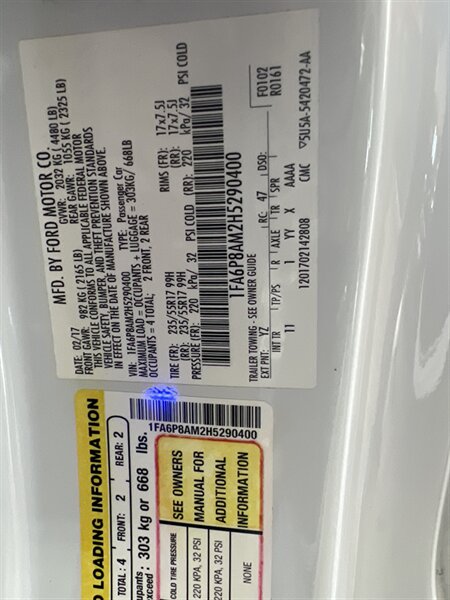 MFD. BY FORD MOTOR CO.
GVWR: 2032 KG ( 4480 LB)
DATE: 02/17
FRONT GAWR: 982 KG ( 2165 LB) REAR GAWR: 1055 KG ( 2325 LB)
THIS VEHICLE CONFORMS TO ALL APPLICABLE FEDERAL MOTOR
VEHICLE SAFETY, BUMPER, AND THEFT PREVENTION STANDARDS
IN EFFECT ON THE DATE OF MANUFACTURE SHOWN ABOVE.
VIN: 1FA6P8AM2H5290400 TYPE: Passenger Car
MAXIMUM LOAD = OCCUPANTS + LUGGAGE = 303KG/ 668LB
OCCUPANTS = 4 TOTAL; 2 FRONT, 2 REAR
TIRE (FR): 235/55R17 99H RIMS (FR): 17x7.5J
(RR): 235/55R17 99H (RR): 17x7.5J
PRESSURE (FR): 220 kPa/ 32 PSI COLD (RR): 220 kPa/ 32 PSI COLD
1FA6P8AM2H5290400
F0102
R0161
TRAILER TOWING - SEE OWNER GUIDE
EXT PNT: YZ RC: 47 DSO:
INT TR TP/PS R AXLE TR SPR
11 1 YY X AAAA
1201702142808 CMC 5U5A-5420472-AA
1FA6P8AM2H5290400
LOADING INFORMATION
TOTAL: 4 FRONT: 2 REAR: 2
303 kg or 668 lbs.
COLD TIRE PRESSURE
220 KPA, 32 PSI
220 KPA, 32 PSI
NONE
SEE OWNERS
MANUAL FOR
ADDITIONAL
INFORMATION